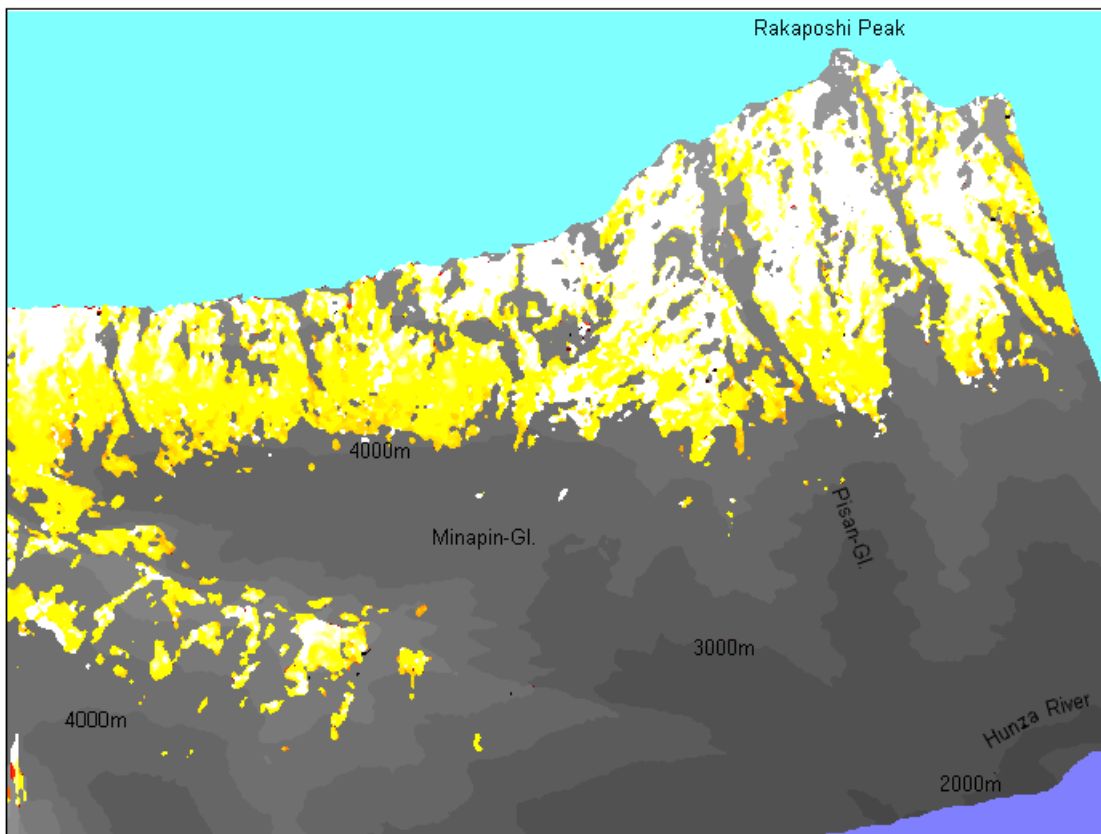 Rakaposhi Peak
4000m
Minapin-Gl.
Pisan-Gl.
3000m
4000m
Hunza River
2000m